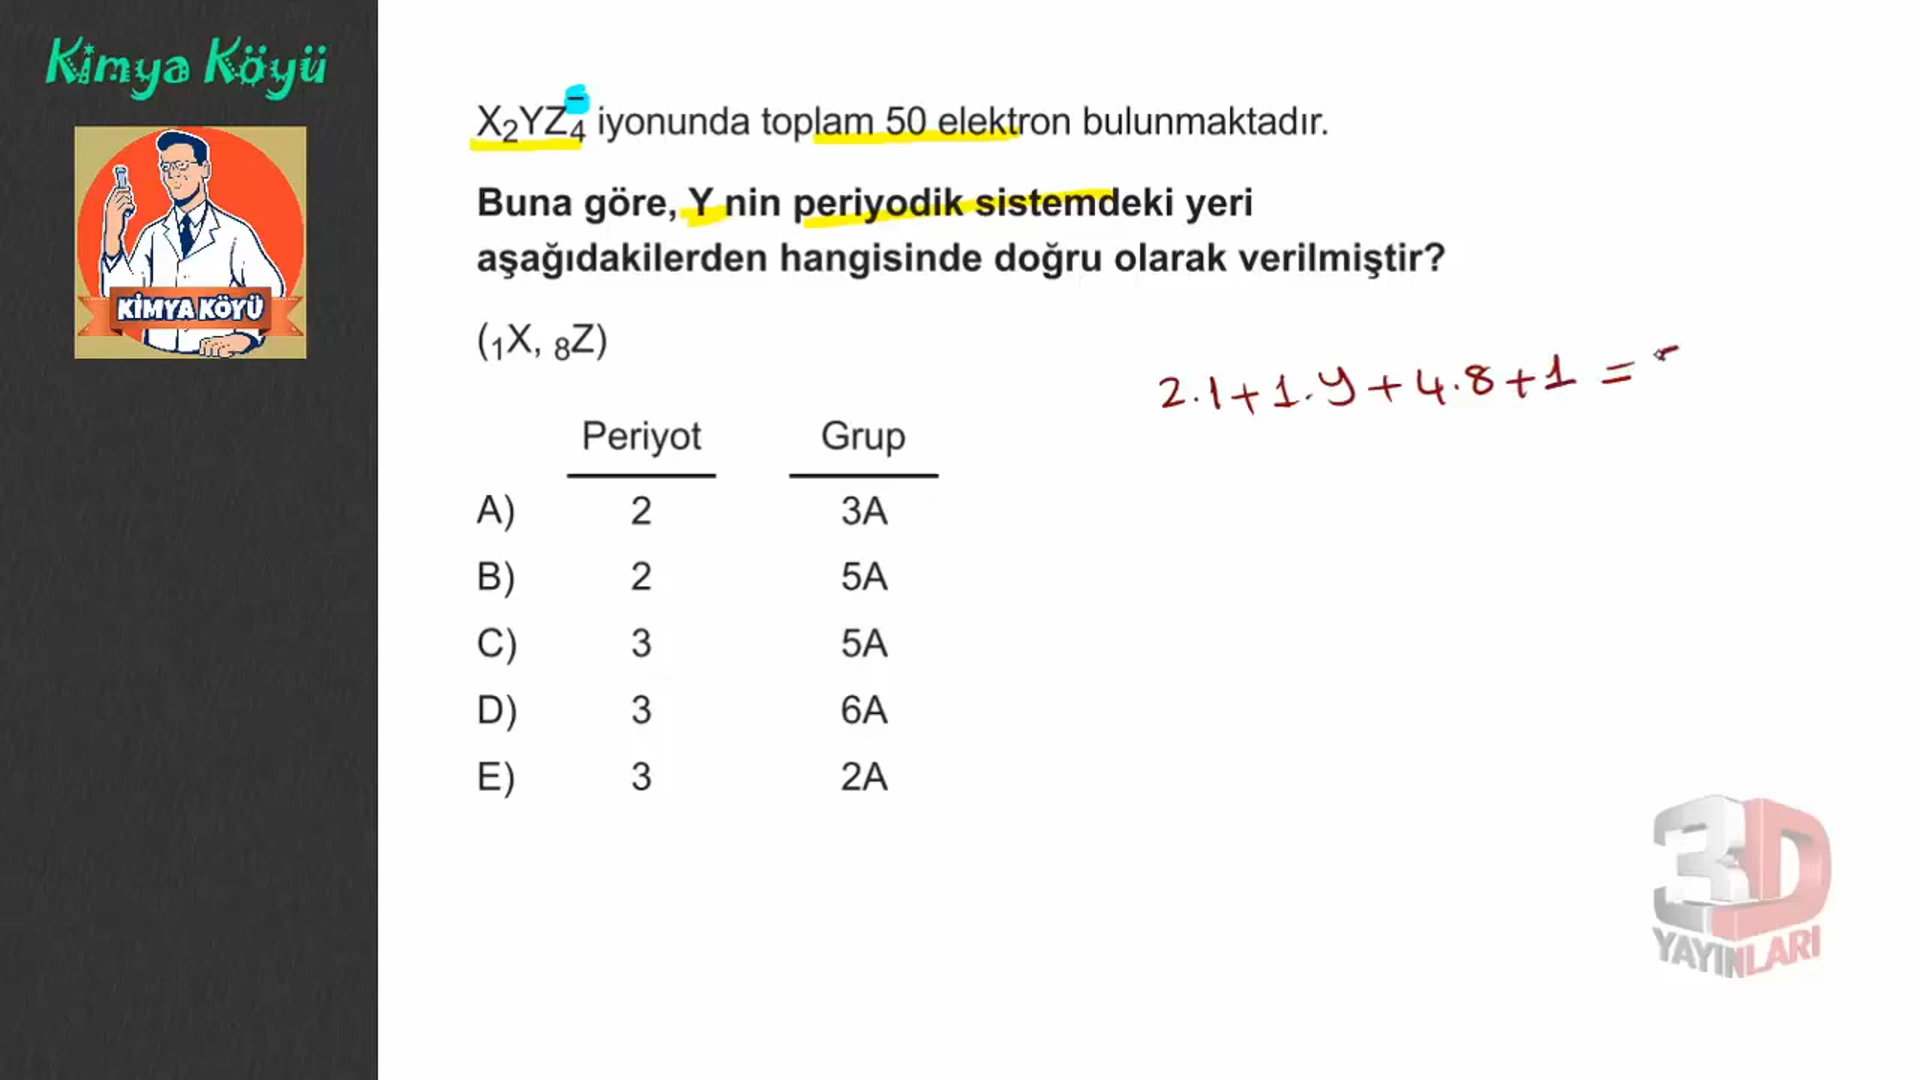 Kimya Köyü
KİMYA KÖYÜ
X₂YZ₄⁻ iyonunda toplam 50 elektron bulunmaktadır.
Buna göre, Y nin periyodik sistemdeki yeri
aşağıdakilerden hangisinde doğru olarak verilmiştir?
(₁X, ₈Z)
2.1+1.y+4.8+1 =
Periyot Grup
A) 2 3A
B) 2 5A
C) 3 5A
D) 3 6A
E) 3 2A
3D
YAYINLARI